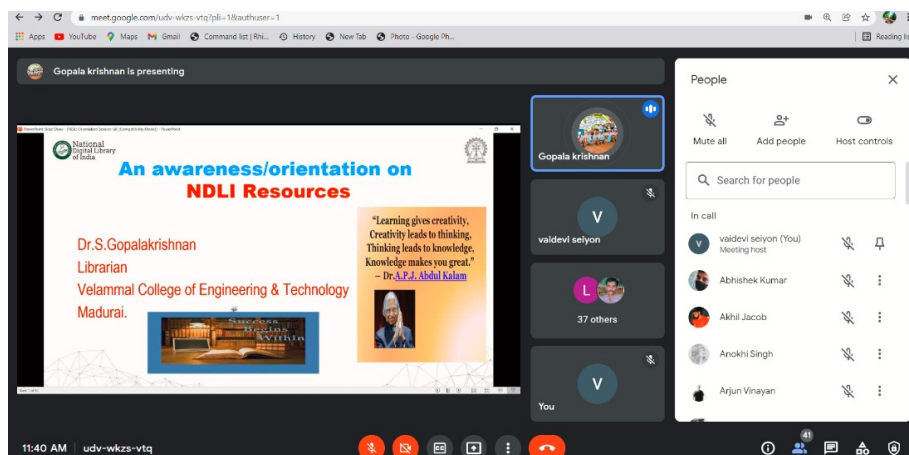 meet.google.com/udv-wkzs-vtq?pli=1&authuser=1
Apps YouTube Maps Gmail Command list | Rhi... History New Tab Photo - Google Ph... Reading lis
Gopala krishnan is presenting
National
Digital Library
of India
An awareness/orientation on
NDLI Resources
Dr.S.Gopalakrishnan
Librarian
Velammal College of Engineering & Technology
Madurai.
Success
Begins
Within
“Learning gives creativity,
Creativity leads to thinking,
Thinking leads to knowledge,
Knowledge makes you great.”
– Dr.A.P.J. Abdul Kalam
Gopala krishnan
V
vaidevi seiyon
L
37 others
V
You
People
Mute all Add people Host controls
Search for people
In call
V
vaidevi seiyon (You)
Meeting host
Abhishek Kumar
Akhil Jacob
Anokhi Singh
Arjun Vinayan
11:40 AM udv-wkzs-vtq
41